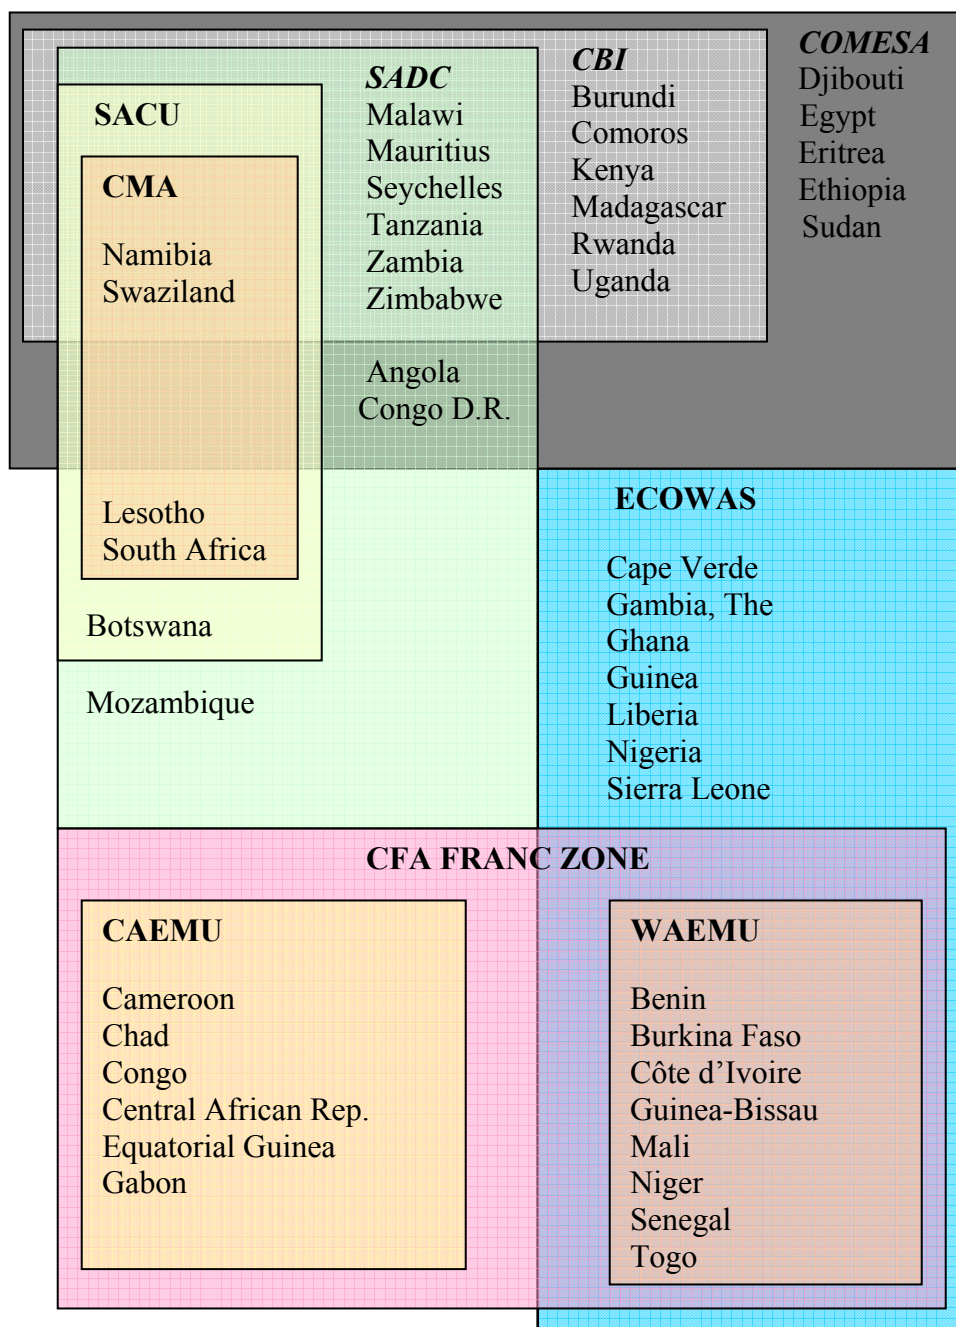 COMESA
Djibouti
Egypt
Eritrea
Ethiopia
Sudan
CBI
Burundi
Comoros
Kenya
Madagascar
Rwanda
Uganda
SADC
Malawi
Mauritius
Seychelles
Tanzania
Zambia
Zimbabwe
Angola
Congo D.R.
SACU
CMA
Namibia
Swaziland
Lesotho
South Africa
Botswana
Mozambique
ECOWAS
Cape Verde
Gambia, The
Ghana
Guinea
Liberia
Nigeria
Sierra Leone
CFA FRANC ZONE
CAEMU
Cameroon
Chad
Congo
Central African Rep.
Equatorial Guinea
Gabon
WAEMU
Benin
Burkina Faso
Côte d’Ivoire
Guinea-Bissau
Mali
Niger
Senegal
Togo